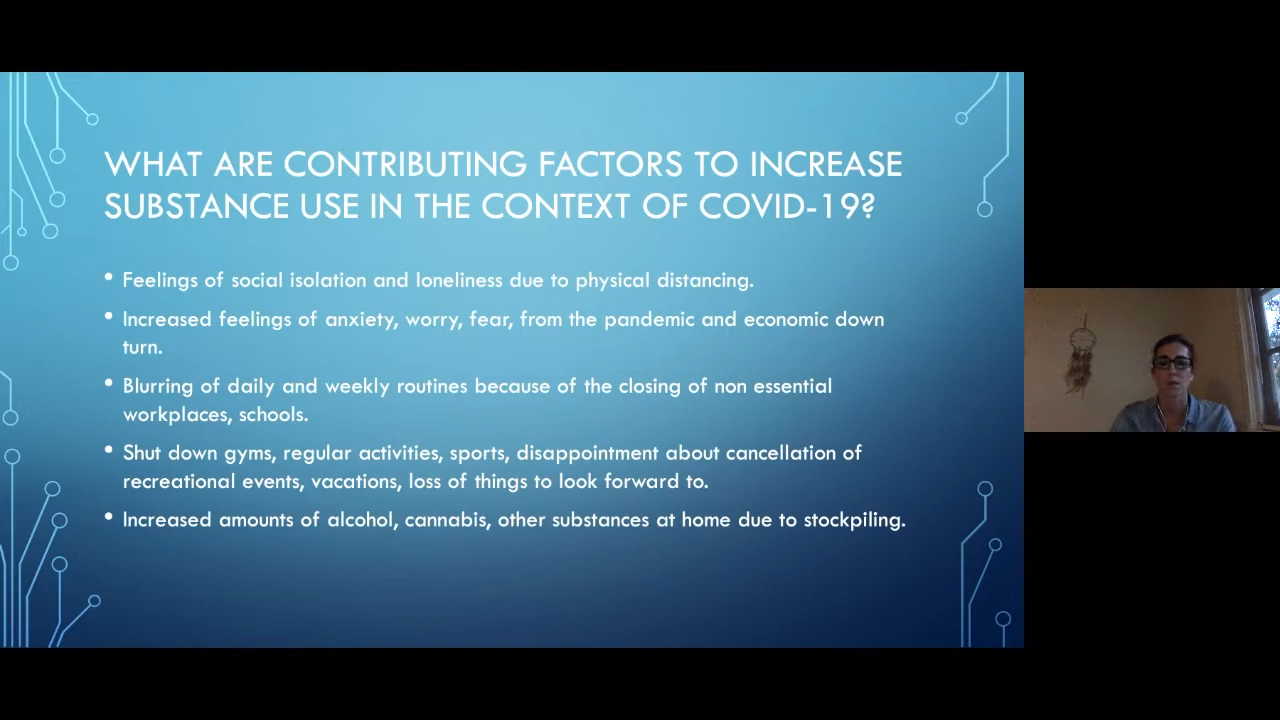 WHAT ARE CONTRIBUTING FACTORS TO INCREASE
SUBSTANCE USE IN THE CONTEXT OF COVID-19?
• Feelings of social isolation and loneliness due to physical distancing.
• Increased feelings of anxiety, worry, fear, from the pandemic and economic down
turn.
• Blurring of daily and weekly routines because of the closing of non essential
workplaces, schools.
• Shut down gyms, regular activities, sports, disappointment about cancellation of
recreational events, vacations, loss of things to look forward to.
• Increased amounts of alcohol, cannabis, other substances at home due to stockpiling.